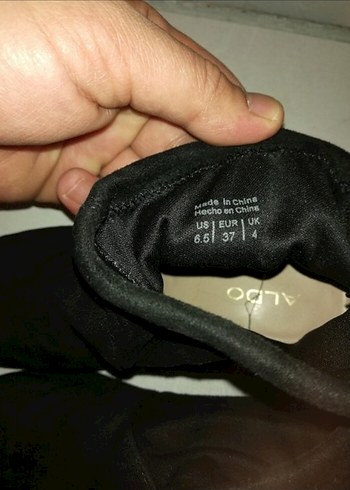 Made in China
Hecho en China
US | EUR | UK
6.5 | 37 | 4
ALDO